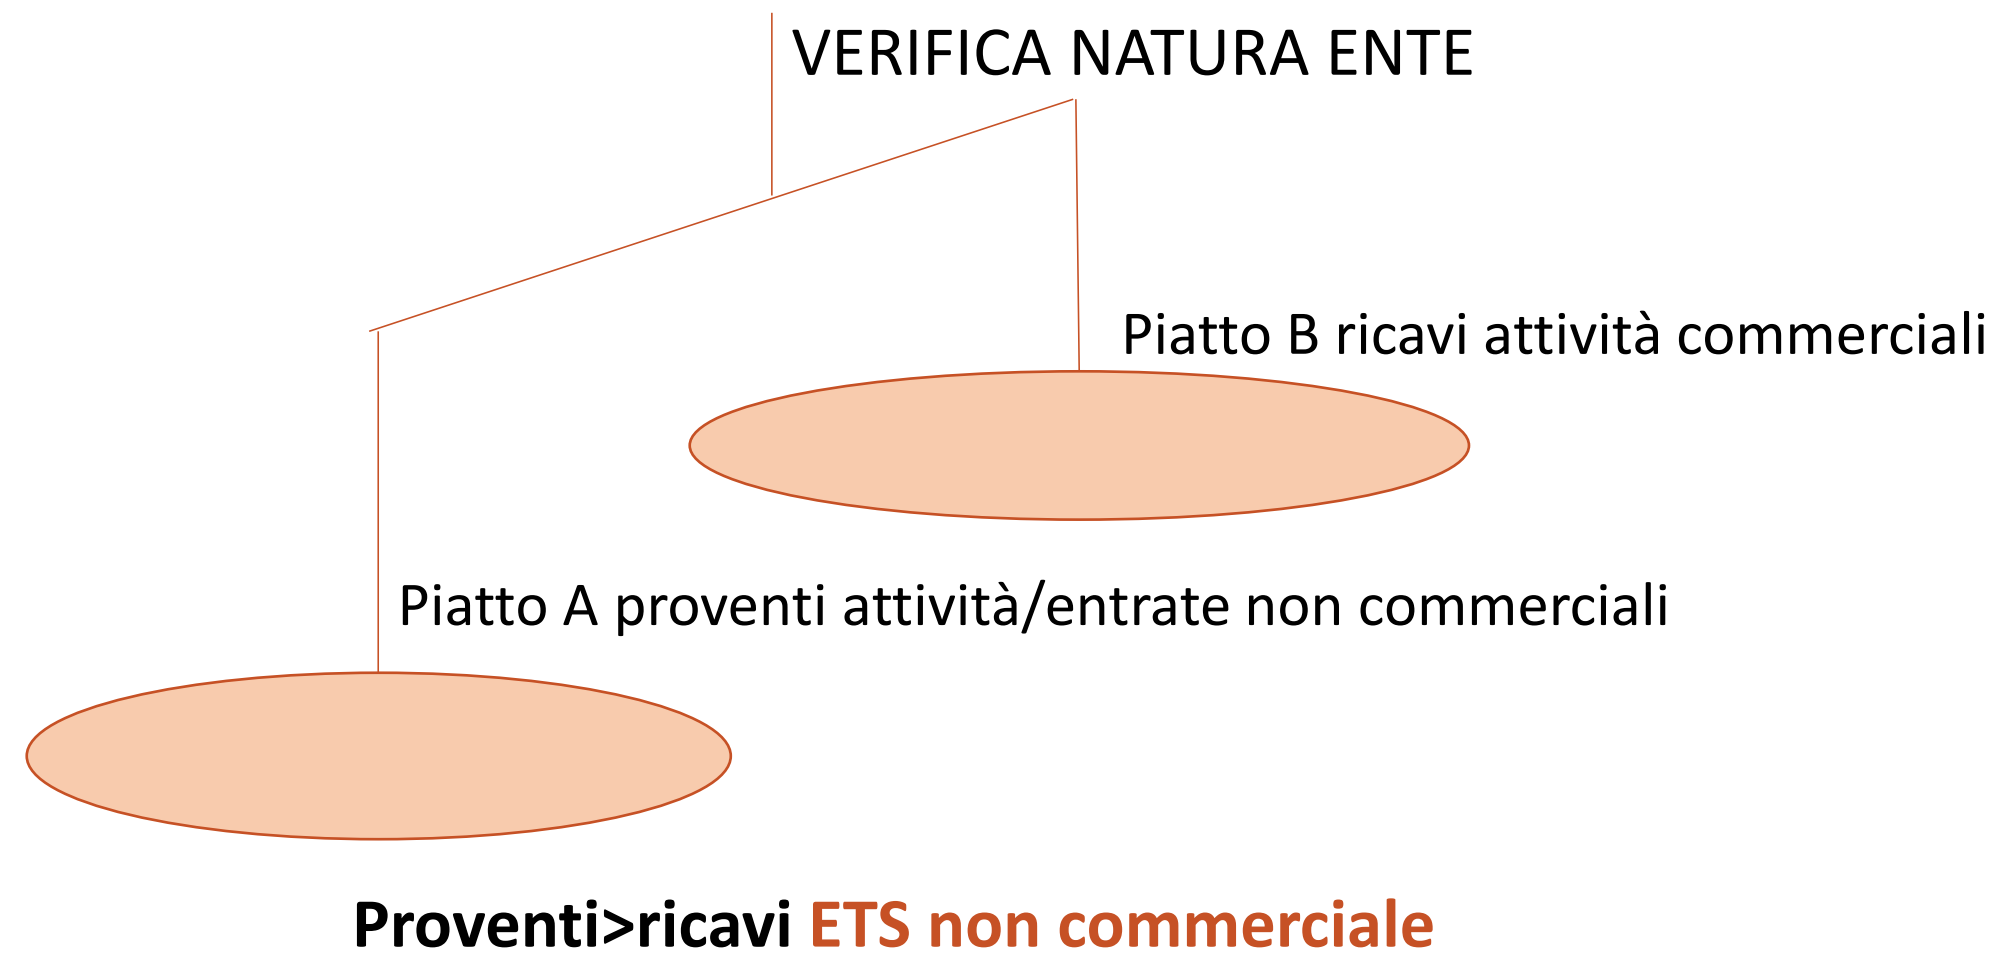 VERIFICA NATURA ENTE
Piatto B ricavi attività commerciali
Piatto A proventi attività/entrate non commerciali
Proventi>ricavi ETS non commerciale